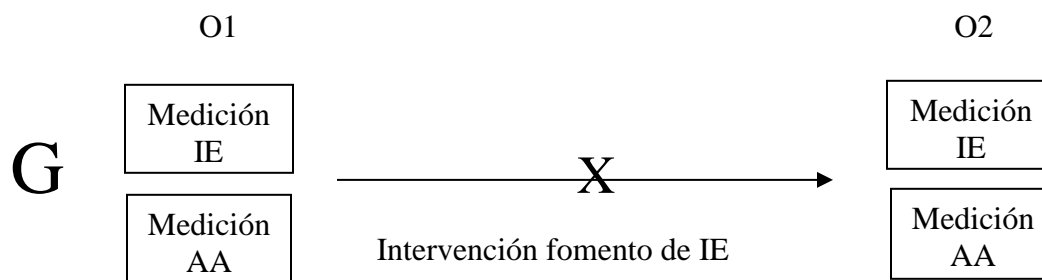 O1
O2
Medición
IE
Medición
IE
G
X
Medición
AA
Medición
AA
Intervención fomento de IE